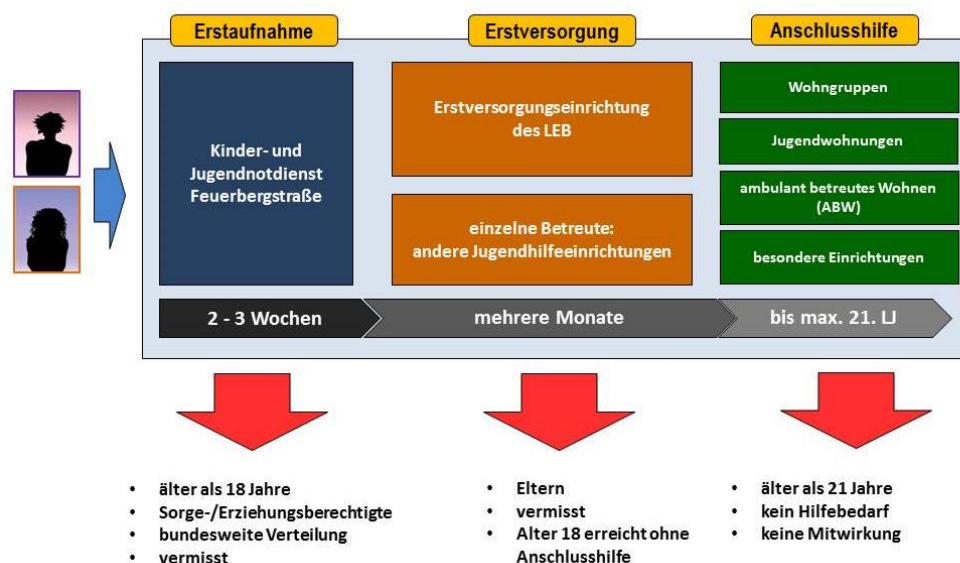 Erstaufnahme
Erstversorgung
Anschlusshilfe
Kinder- und
Jugendnotdienst
Feuerbergstraße
Erstversorgungseinrichtung
des LEB
einzelne Betreute:
andere Jugendhilfeeinrichtungen
Wohngruppen
Jugendwohnungen
ambulant betreutes Wohnen
(ABW)
besondere Einrichtungen
2 - 3 Wochen
mehrere Monate
bis max. 21. LJ
• älter als 18 Jahre
• Sorge-/Erziehungsberechtigte
• bundesweite Verteilung
• vermisst
• Eltern
• vermisst
• Alter 18 erreicht ohne
Anschlusshilfe
• älter als 21 Jahre
• kein Hilfebedarf
• keine Mitwirkung